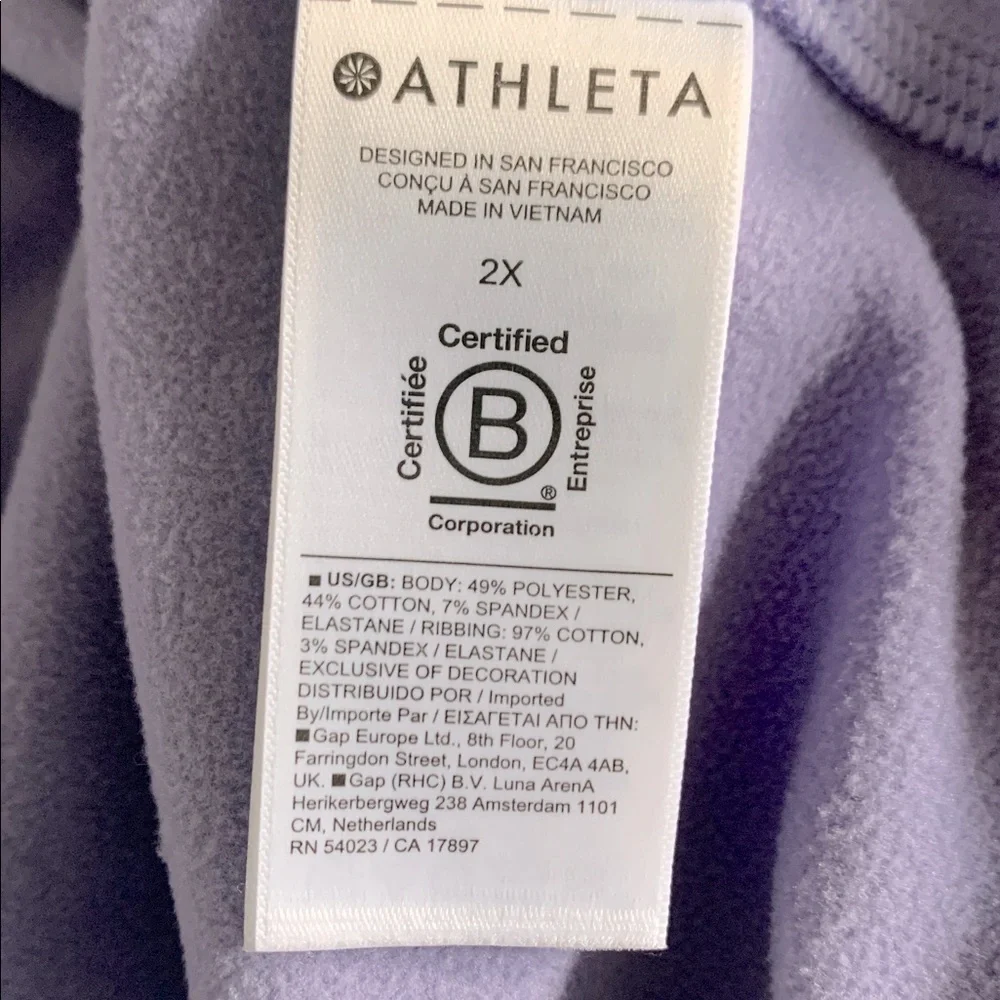 ATHLETA
DESIGNED IN SAN FRANCISCO
CONÇU À SAN FRANCISCO
MADE IN VIETNAM
2X
Certified
Certifiée
B
Entreprise
®
Corporation
US/GB: BODY: 49% POLYESTER,
44% COTTON, 7% SPANDEX /
ELASTANE / RIBBING: 97% COTTON,
3% SPANDEX / ELASTANE /
EXCLUSIVE OF DECORATION
DISTRIBUIDO POR / Imported
By/Importe Par / ΕΙΣΑΓΕΤΑΙ ΑΠΟ ΤΗΝ:
Gap Europe Ltd., 8th Floor, 20
Farringdon Street, London, EC4A 4AB,
UK. Gap (RHC) B.V. Luna ArenA
Herikerbergweg 238 Amsterdam 1101
CM, Netherlands
RN 54023 / CA 17897